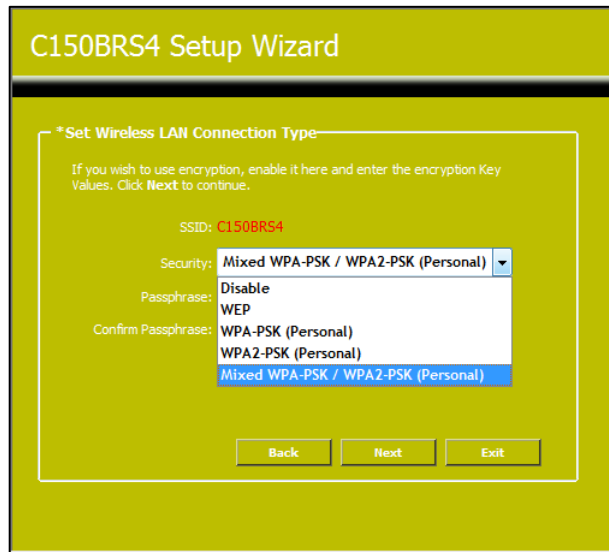 C150BRS4 Setup Wizard
*Set Wireless LAN Connection Type
If you wish to use encryption, enable it here and enter the encryption Key
Values. Click Next to continue.
SSID: C150BRS4
Security: Mixed WPA-PSK / WPA2-PSK (Personal)
Disable
Passphrase:
WEP
Confirm Passphrase: WPA-PSK (Personal)
WPA2-PSK (Personal)
Mixed WPA-PSK / WPA2-PSK (Personal)
Back Next Exit